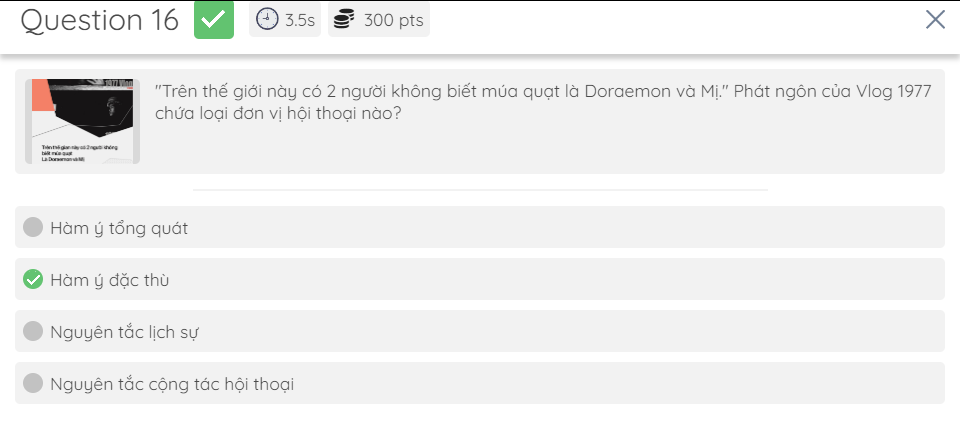 Question 16
3.5s
300 pts
"Trên thế giới này có 2 người không biết múa quạt là Doraemon và Mị." Phát ngôn của Vlog 1977
chứa loại đơn vị hội thoại nào?
Trên thế gian này có 2 người không
biết múa quạt
Là Doraemon và Mị
Hàm ý tổng quát
Hàm ý đặc thù
Nguyên tắc lịch sự
Nguyên tắc cộng tác hội thoại